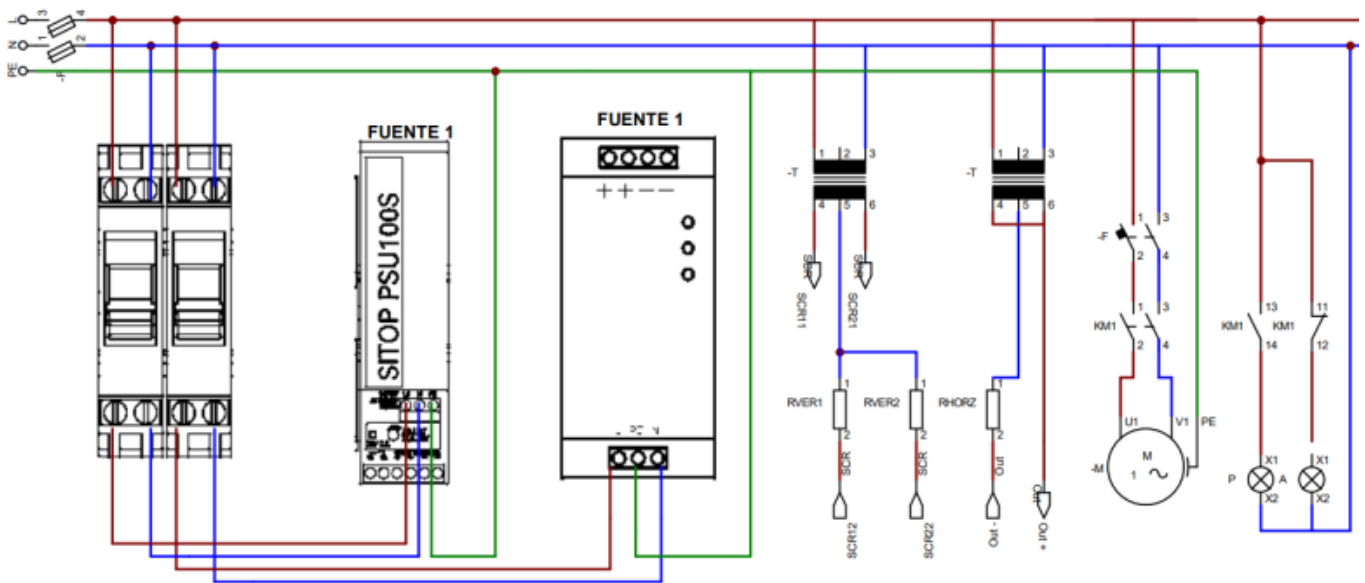 L 3 4
N 1 2
PE
-F
FUENTE 1
SITOP PSU100S
FUENTE 1
+ + - -
-T
1 2 3
4 5 6
SCR11
SCR21
RVER1
1
2
SCR
SCR12
RVER2
1
2
SCR
SCR22
-T
1 2 3
4 5 6
RHORZ
1
2
Out
Out -
Out
Out +
-F
1 3
2 4
KM1
1 3
2 4
U1 V1 PE
-M
M
1
KM1
13
14
KM1
11
12
P
X1
X2
A
X1
X2